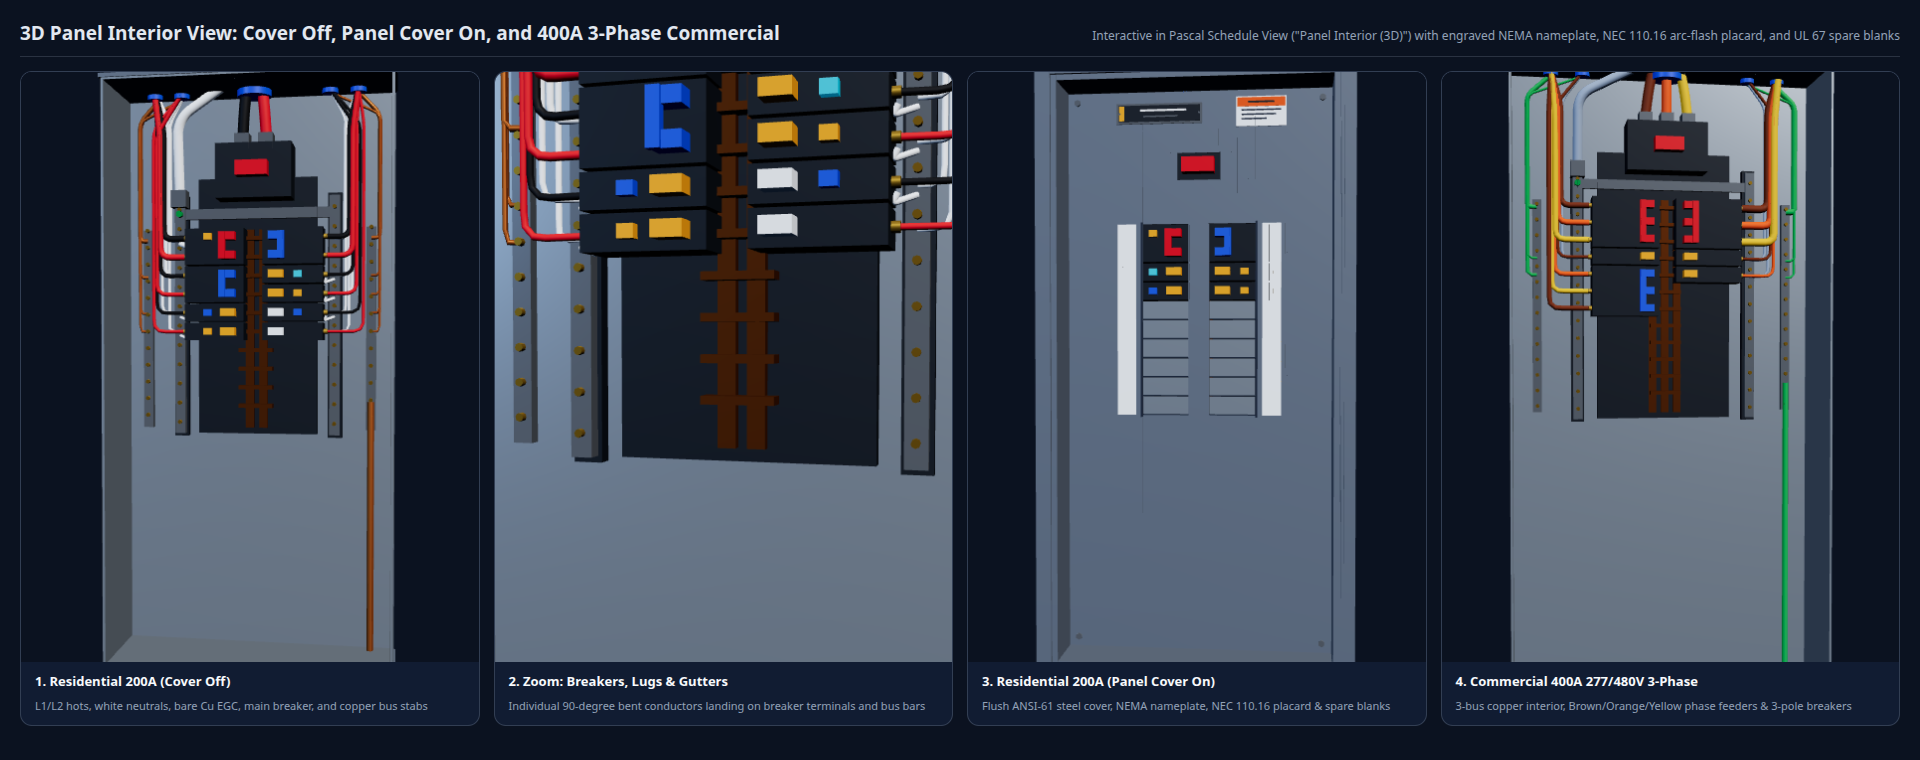 3D Panel Interior View: Cover Off, Panel Cover On, and 400A 3-Phase Commercial
Interactive in Pascal Schedule View ("Panel Interior (3D)") with engraved NEMA nameplate, NEC 110.16 arc-flash placard, and UL 67 spare blanks
1. Residential 200A (Cover Off)
L1/L2 hots, white neutrals, bare Cu EGC, main breaker, and copper bus stabs
2. Zoom: Breakers, Lugs & Gutters
Individual 90-degree bent conductors landing on breaker terminals and bus bars
3. Residential 200A (Panel Cover On)
Flush ANSI-61 steel cover, NEMA nameplate, NEC 110.16 placard & spare blanks
4. Commercial 400A 277/480V 3-Phase
3-bus copper interior, Brown/Orange/Yellow phase feeders & 3-pole breakers